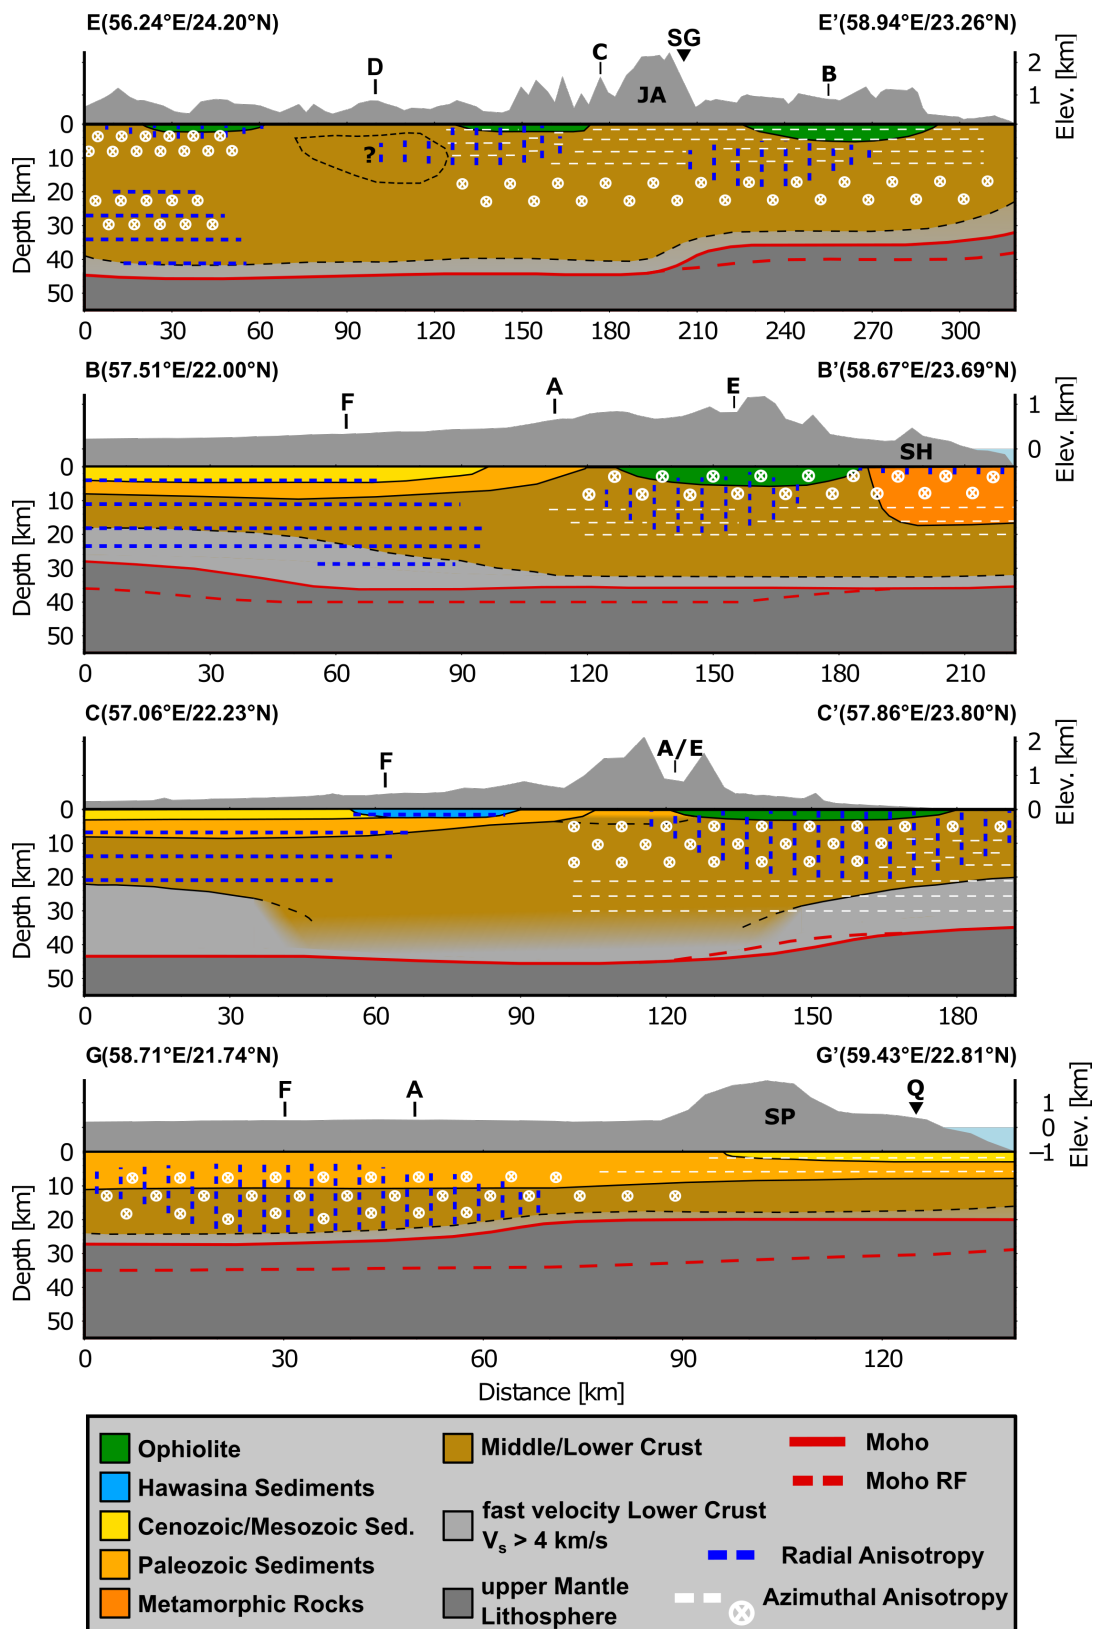 E(56.24°E/24.20°N) E'(58.94°E/23.26°N)
D C SG B
JA
2
1
Elev. [km]
?
0
10
20
30
40
50
Depth [km]
0 30 60 90 120 150 180 210 240 270 300
B(57.51°E/22.00°N) B'(58.67°E/23.69°N)
F A E
SH
1
0
Elev. [km]
0
10
20
30
40
50
Depth [km]
0 30 60 90 120 150 180 210
C(57.06°E/22.23°N) C'(57.86°E/23.80°N)
F A/E
2
1
0
Elev. [km]
0
10
20
30
40
50
Depth [km]
0 30 60 90 120 150 180
G(58.71°E/21.74°N) G'(59.43°E/22.81°N)
F A Q
SP
1
0
−1
Elev. [km]
0
10
20
30
40
50
Depth [km]
0 30 60 90 120
Distance [km]
Ophiolite
Hawasina Sediments
Cenozoic/Mesozoic Sed.
Paleozoic Sediments
Metamorphic Rocks
Middle/Lower Crust
fast velocity Lower Crust
Vs > 4 km/s
upper Mantle
Lithosphere
Moho
Moho RF
Radial Anisotropy
Azimuthal Anisotropy